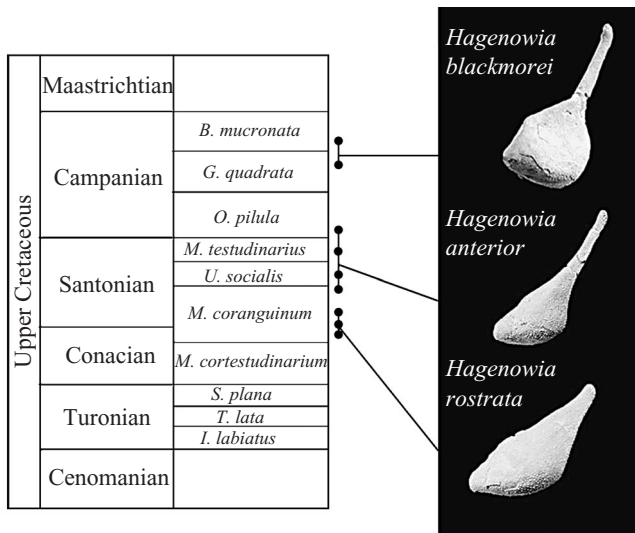 Upper Cretaceous
Maastrichtian
Campanian
Santonian
Conacian
Turonian
Cenomanian
B. mucronata
G. quadrata
O. pilula
M. testudinarius
U. socialis
M. coranguinum
M. cortestudinarium
S. plana
T. lata
I. labiatus
Hagenowia
blackmorei
Hagenowia
anterior
Hagenowia
rostrata